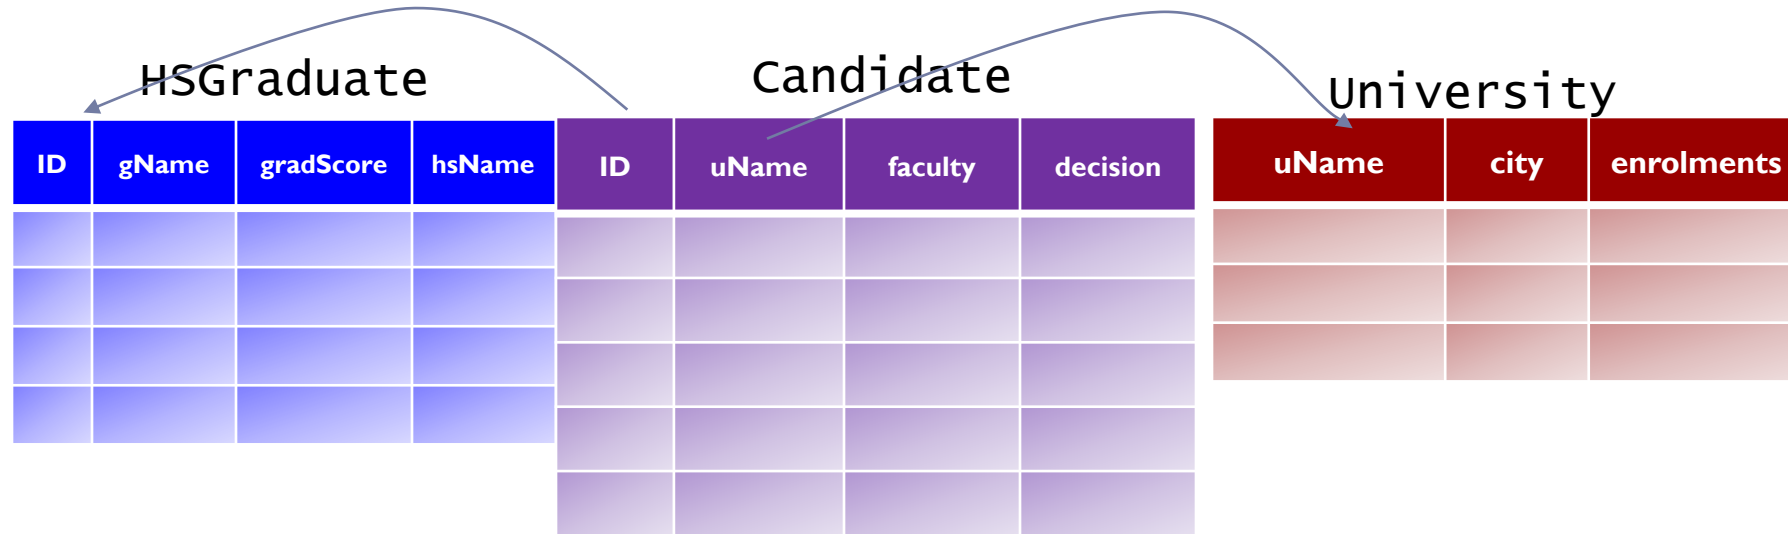 HSGraduate
Candidate
University
ID gName gradScore hsName
ID uName faculty decision
uName city enrolments